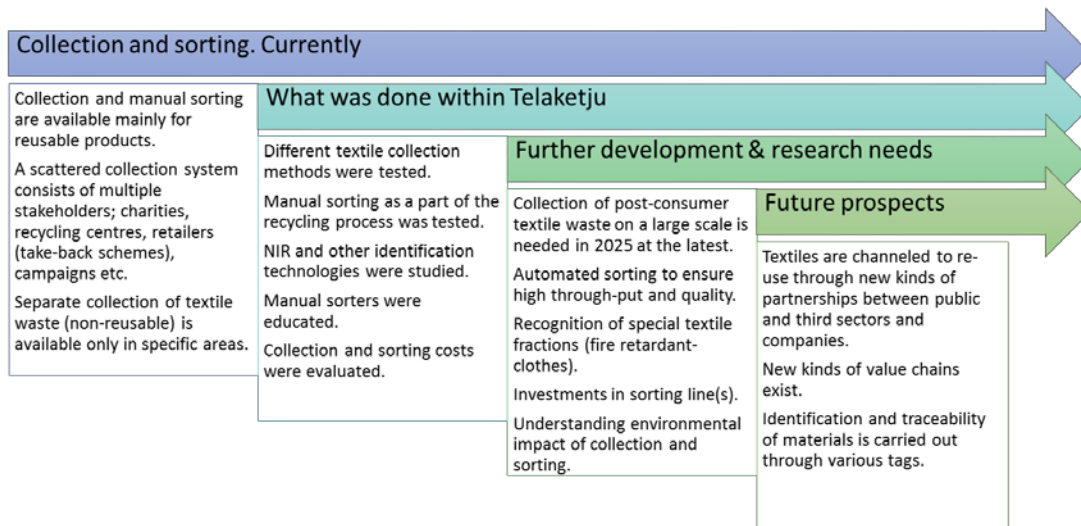 Collection and sorting. Currently
Collection and manual sorting
are available mainly for
reusable products.
A scattered collection system
consists of multiple
stakeholders; charities,
recycling centres, retailers
(take-back schemes),
campaigns etc.
Separate collection of textile
waste (non-reusable) is
available only in specific areas.
What was done within Telaketju
Different textile collection
methods were tested.
Manual sorting as a part of the
recycling process was tested.
NIR and other identification
technologies were studied.
Manual sorters were
educated.
Collection and sorting costs
were evaluated.
Further development & research needs
Collection of post-consumer
textile waste on a large scale is
needed in 2025 at the latest.
Automated sorting to ensure
high through-put and quality.
Recognition of special textile
fractions (fire retardant-
clothes).
Investments in sorting line(s).
Understanding environmental
impact of collection and
sorting.
Future prospects
Textiles are channeled to re-
use through new kinds of
partnerships between public
and third sectors and
companies.
New kinds of value chains
exist.
Identification and traceability
of materials is carried out
through various tags.